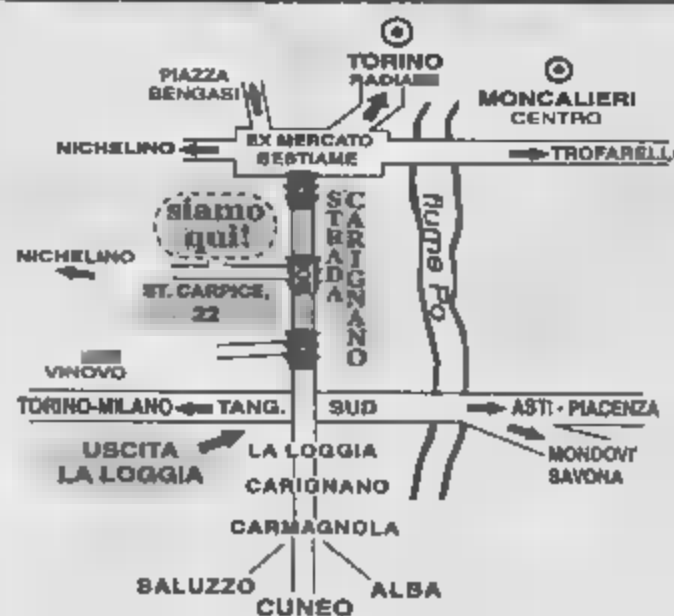 TORINO
RADIALE
PIAZZA
BENGASI
MONCALIERI
CENTRO
EX MERCATO
BESTIAME
NICHELINO
TROFARELLO
siamo
qui!
STRADA
CARIGNANO
Fiume Po
NICHELINO
ST. CARPICE,
22
VINOVO
TORINO-MILANO
TANG. SUD
ASTI - PIACENZA
USCITA
LA LOGGIA
LA LOGGIA
MONDOVI'
SAVONA
CARIGNANO
CARMAGNOLA
SALUZZO
ALBA
CUNEO